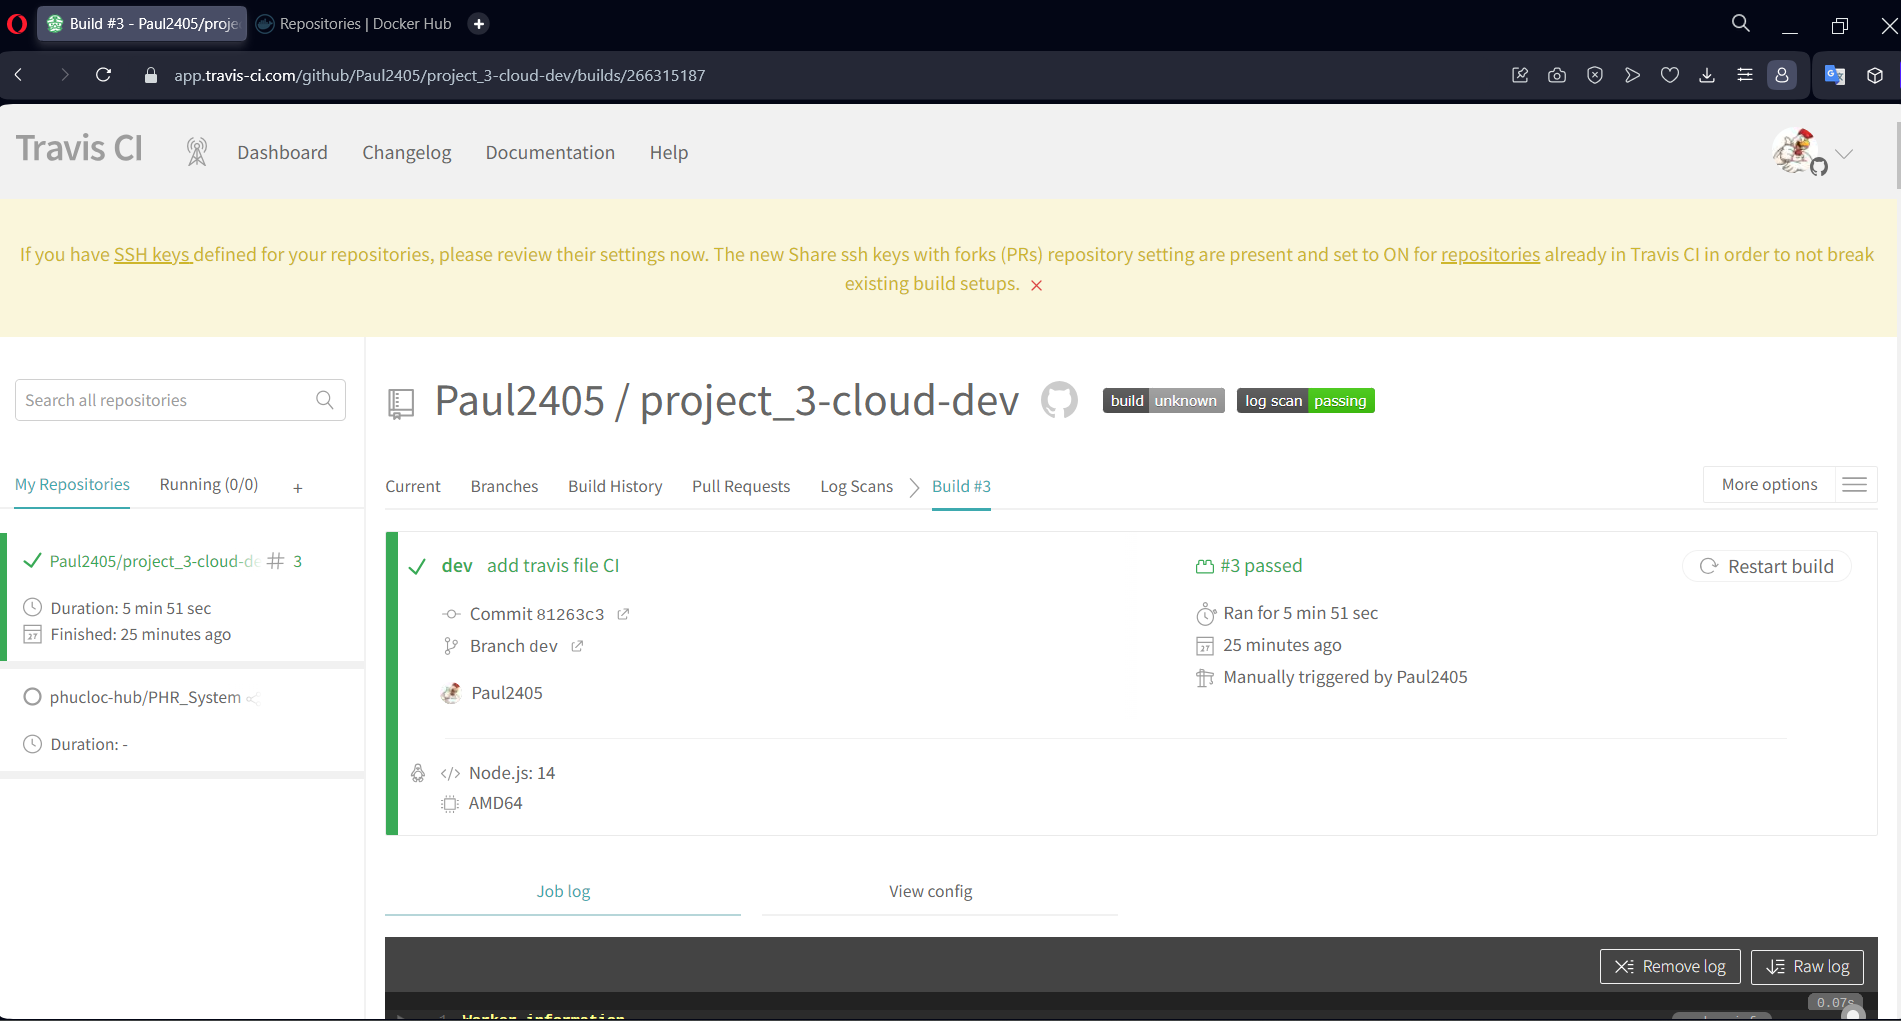 Build #3 - Paul2405/proje
Repositories | Docker Hub
app.travis-ci.com/github/Paul2405/project_3-cloud-dev/builds/266315187
Travis CI
Dashboard
Changelog
Documentation
Help
If you have SSH keys defined for your repositories, please review their settings now. The new Share ssh keys with forks (PRs) repository setting are present and set to ON for repositories already in Travis CI in order to not break
existing build setups.
Search all repositories
My Repositories
Running (0/0)
+
Paul2405/project_3-cloud-de
# 3
Duration: 5 min 51 sec
27
Finished: 25 minutes ago
phucloc-hub/PHR_System
Duration: -
Paul2405 / project_3-cloud-dev
build unknown
log scan passing
Current
Branches
Build History
Pull Requests
Log Scans
Build #3
More options
dev add travis file CI
Commit 81263c3
Branch dev
Paul2405
#3 passed
Ran for 5 min 51 sec
27
25 minutes ago
Manually triggered by Paul2405
Restart build
</> Node.js: 14
AMD64
Job log
View config
Remove log
Raw log
0.07s
1 Worker information